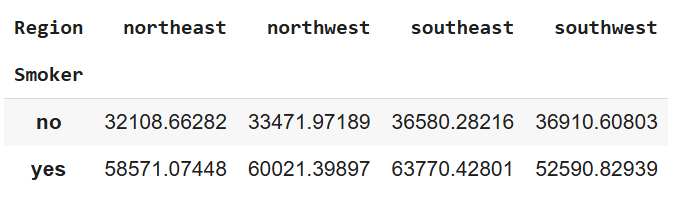 Region northeast northwest southeast southwest
Smoker
no 32108.66282 33471.97189 36580.28216 36910.60803
yes 58571.07448 60021.39897 63770.42801 52590.82939